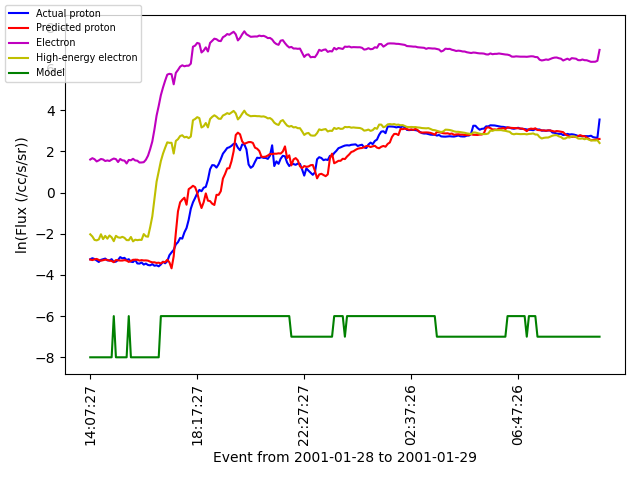 Actual proton
Predicted proton
Electron
High-energy electron
Model
4
2
0
−2
−4
−6
−8
ln(Flux (/cc/s/sr))
14:07:27
18:17:27
22:27:27
02:37:26
06:47:26
Event from 2001-01-28 to 2001-01-29